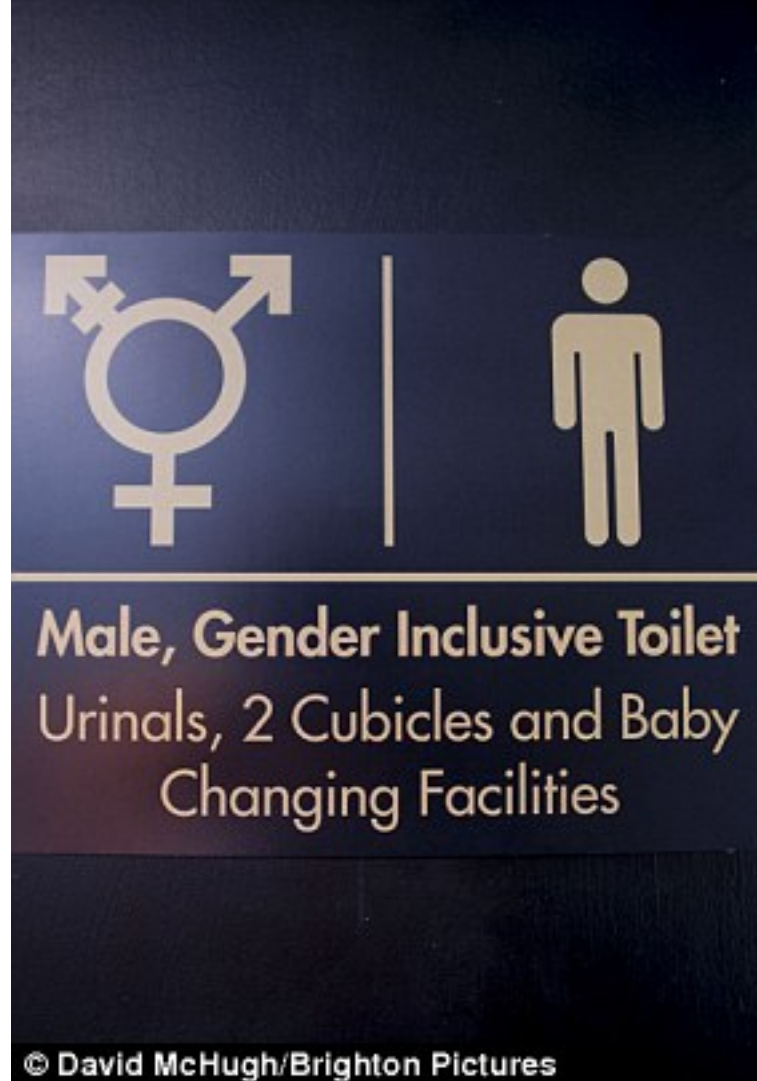 Male, Gender Inclusive Toilet
Urinals, 2 Cubicles and Baby
Changing Facilities
© David McHugh/Brighton Pictures